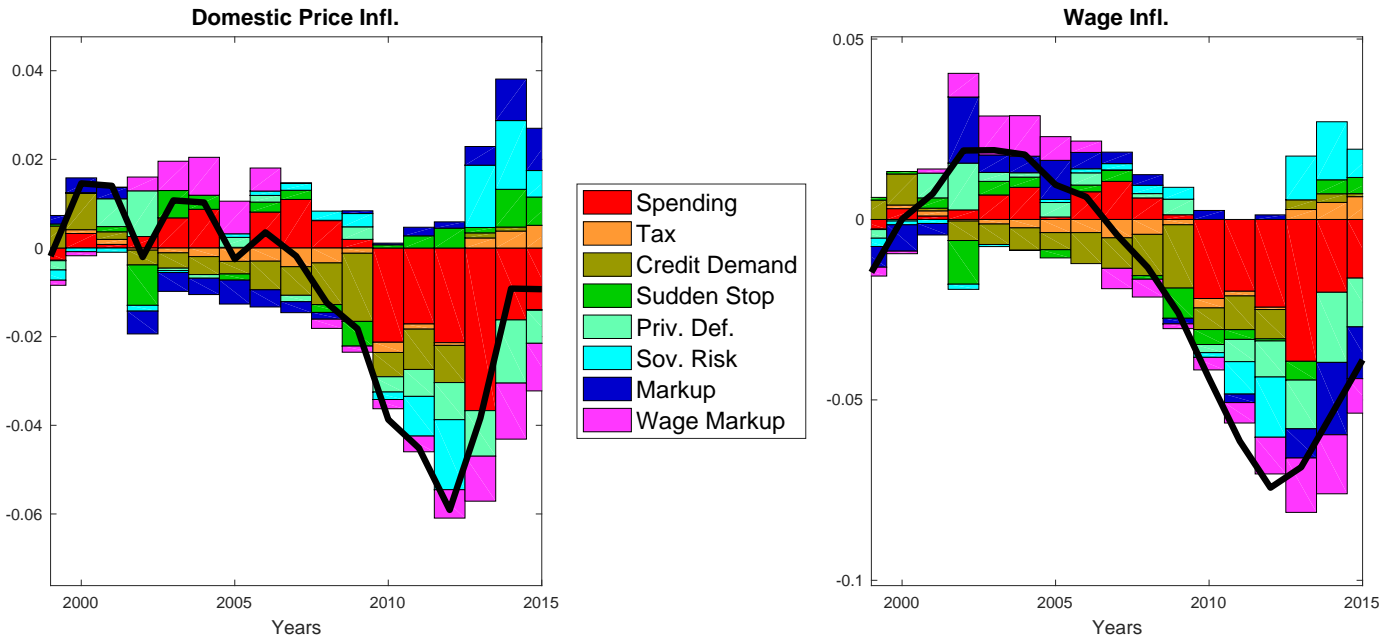 Domestic Price Infl.
0.04
0.02
0
-0.02
-0.04
-0.06
2000
2005
2010
2015
Years
Spending
Tax
Credit Demand
Sudden Stop
Priv. Def.
Sov. Risk
Markup
Wage Markup
Wage Infl.
0.05
0
-0.05
-0.1
2000
2005
2010
2015
Years